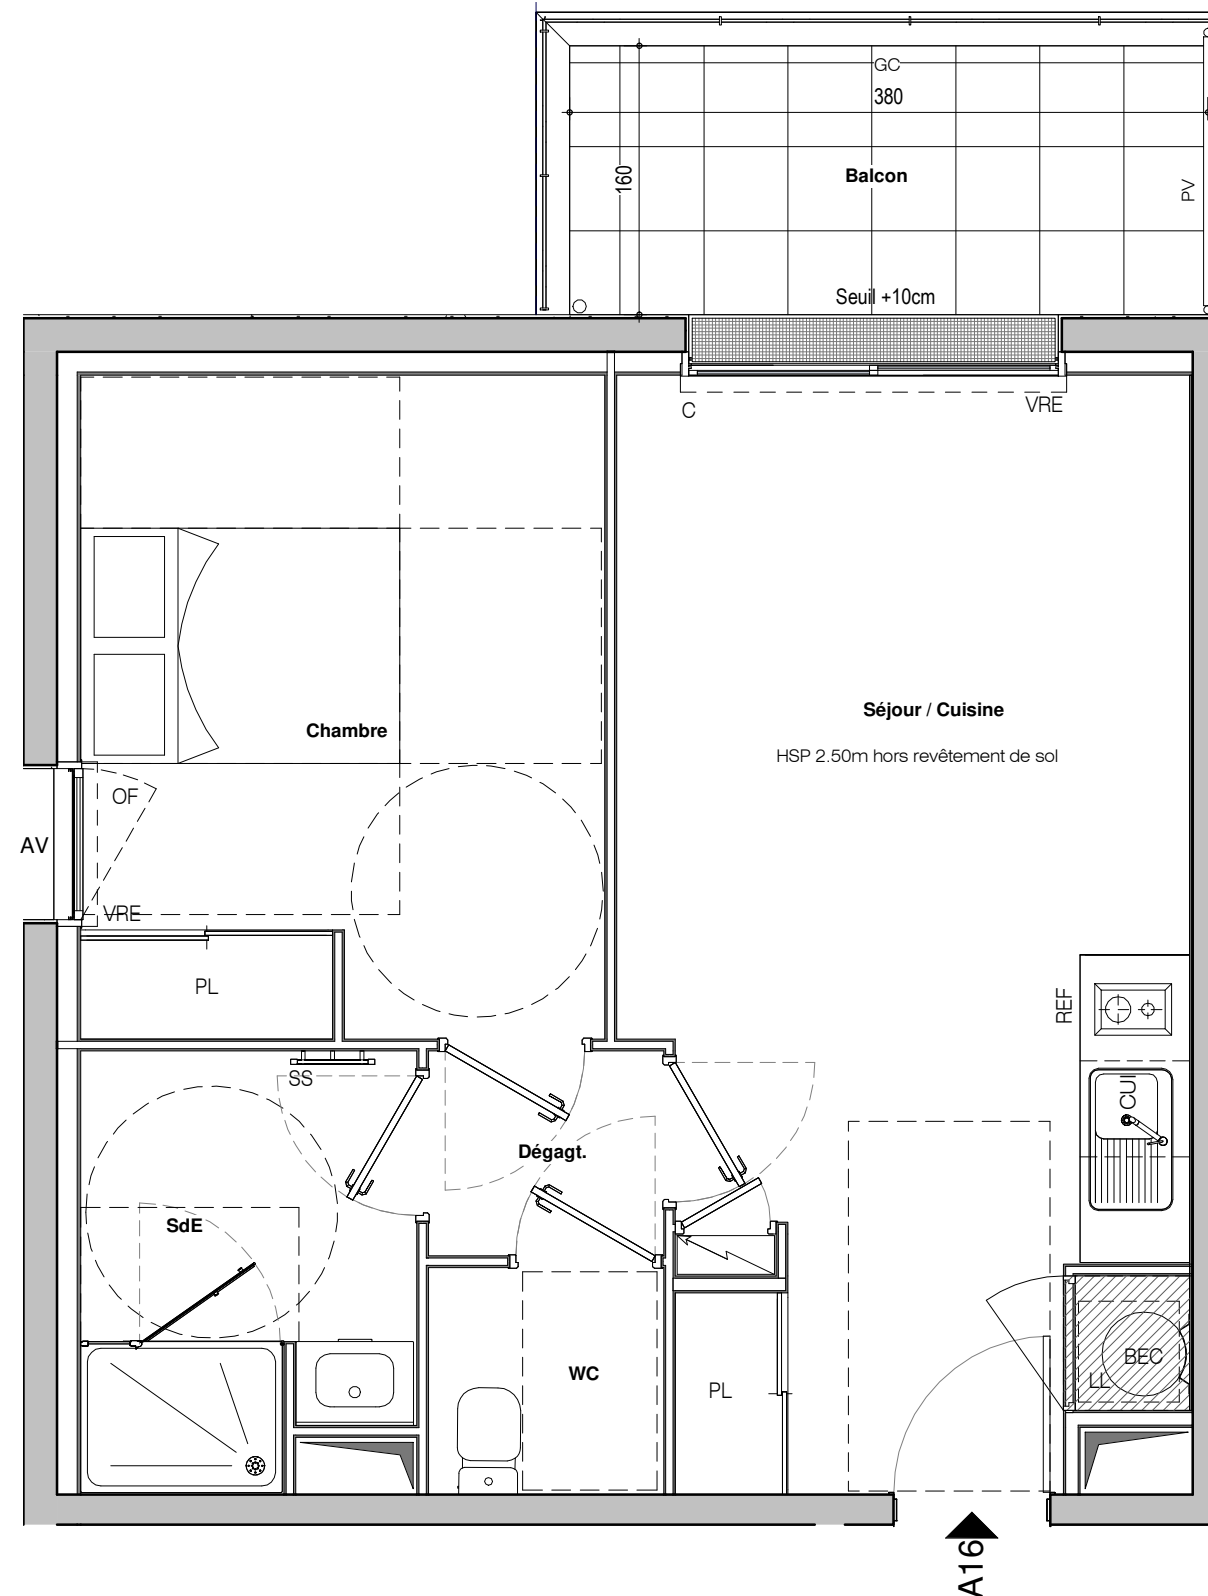 GC
380
160
Balcon
PV
Seuil +10cm
C
VRE
Séjour / Cuisine
HSP 2.50m hors revêtement de sol
Chambre
OF
AV
VRE
PL
REF
CUI
SS
Dégagt.
SdE
WC
PL
BEC
LL
A16